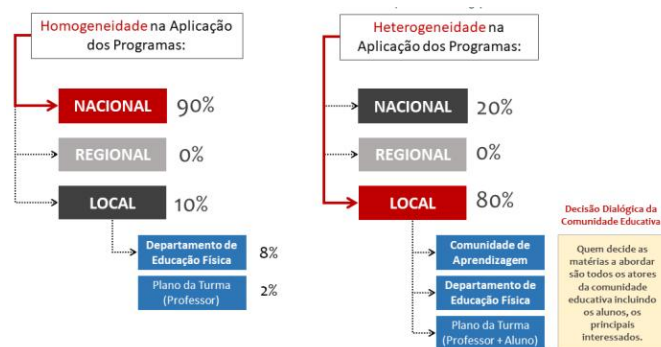 Homogeneidade na Aplicação
dos Programas:
NACIONAL 90%
REGIONAL 0%
LOCAL 10%
Departamento de
Educação Física 8%
Plano da Turma
(Professor) 2%
Heterogeneidade na
Aplicação dos Programas:
NACIONAL 20%
REGIONAL 0%
LOCAL 80%
Comunidade de
Aprendizagem
Departamento de
Educação Física
Plano da Turma
(Professor + Aluno)
Decisão Dialógica da
Comunidade Educativa
Quem decide as
matérias a abordar
são todos os atores
da comunidade
educativa incluindo
os alunos, os
principais
interessados.